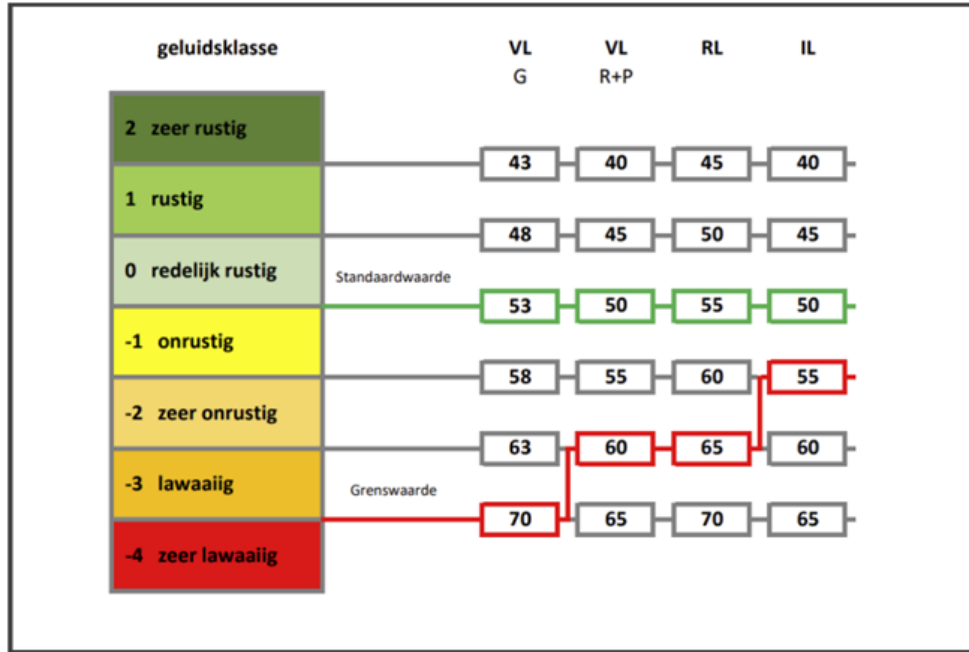 geluidsklasse VL VL RL IL
G R+P
2 zeer rustig
43 40 45 40
1 rustig
48 45 50 45
0 redelijk rustig
Standaardwaarde
53 50 55 50
-1 onrustig
58 55 60 55
-2 zeer onrustig
63 60 65 60
-3 lawaaiig
Grenswaarde
70 65 70 65
-4 zeer lawaaiig